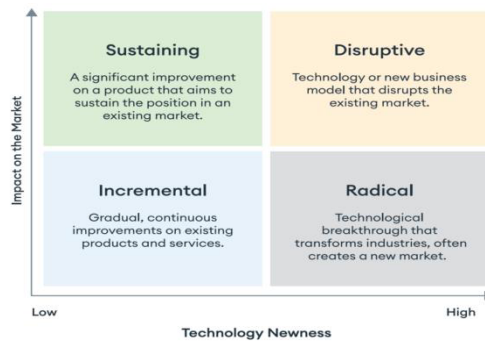 Impact on the Market
Sustaining
A significant improvement
on a product that aims to
sustain the position in an
existing market.
Disruptive
Technology or new business
model that disrupts the
existing market.
Incremental
Gradual, continuous
improvements on existing
products and services.
Radical
Technological
breakthrough that
transforms industries, often
creates a new market.
Low
High
Technology Newness